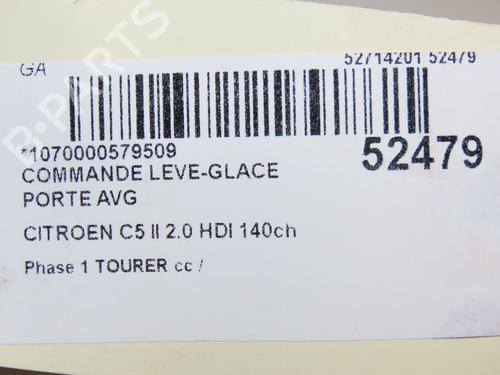 GA 52714201 52479
*1070000579509 52479
COMMANDE LEVE-GLACE
PORTE AVG
CITROEN C5 II 2.0 HDI 140ch
Phase 1 TOURER cc /
B-PARTS